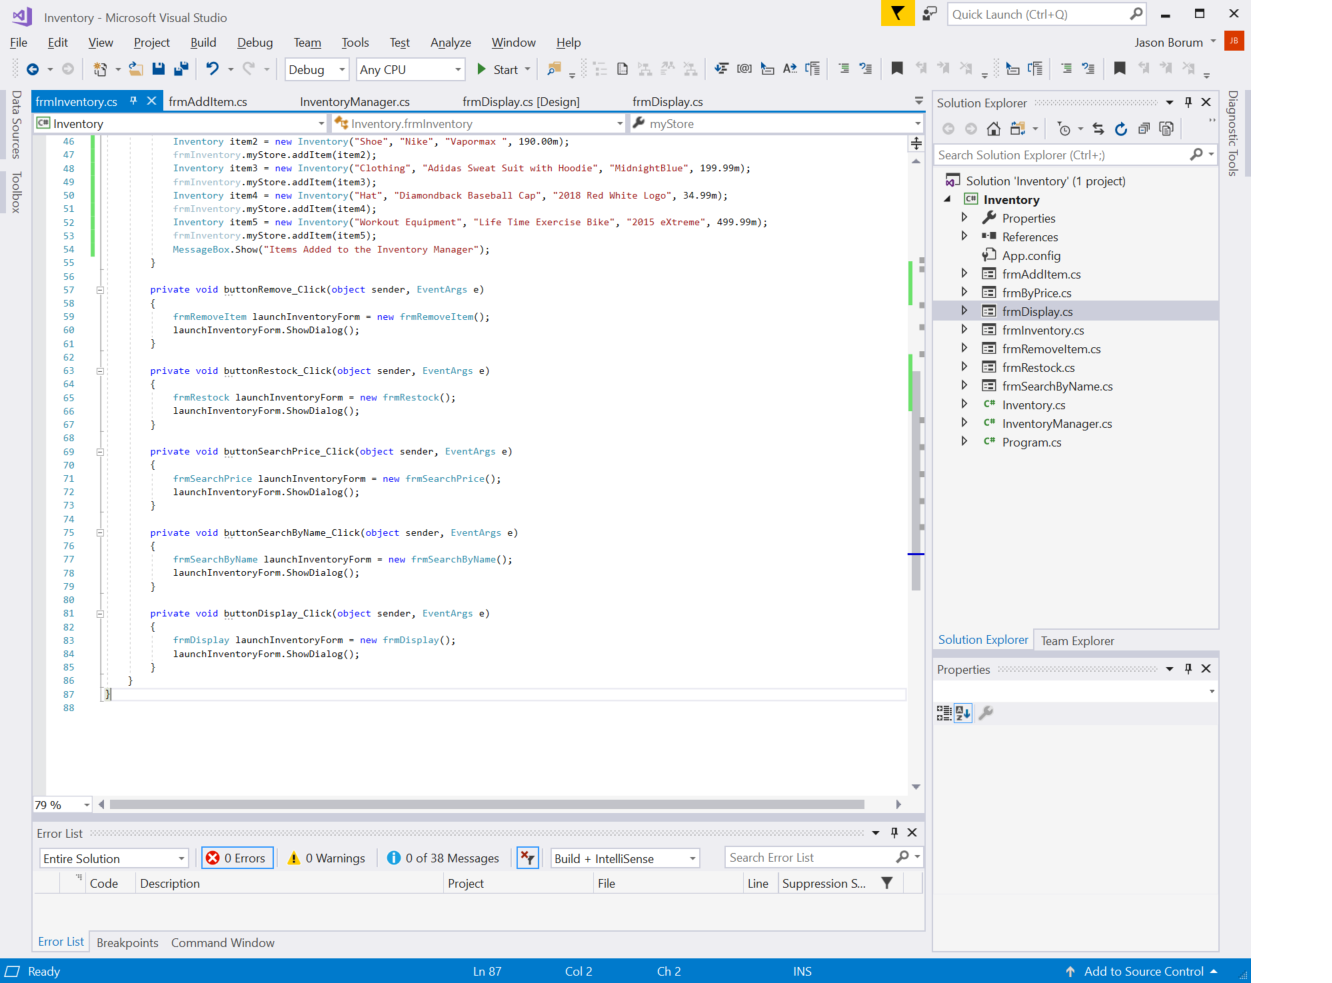 Inventory - Microsoft Visual Studio
Quick Launch (Ctrl+Q)
File Edit View Project Build Debug Team Tools Test Analyze Window Help
Jason Borum JB
Debug Any CPU Start
frmInventory.cs frmAddItem.cs InventoryManager.cs frmDisplay.cs [Design] frmDisplay.cs
Inventory Inventory.frmInventory myStore
46 Inventory item2 = new Inventory("Shoe", "Nike", "Vapormax ", 190.00m);
47 frmInventory.myStore.addItem(item2);
48 Inventory item3 = new Inventory("Clothing", "Adidas Sweat Suit with Hoodie", "MidnightBlue", 199.99m);
49 frmInventory.myStore.addItem(item3);
50 Inventory item4 = new Inventory("Hat", "Diamondback Baseball Cap", "2018 Red White Logo", 34.99m);
51 frmInventory.myStore.addItem(item4);
52 Inventory item5 = new Inventory("Workout Equipment", "Life Time Exercise Bike", "2015 eXtreme", 499.99m);
53 frmInventory.myStore.addItem(item5);
54 MessageBox.Show("Items Added to the Inventory Manager");
55 }
56
57 private void buttonRemove_Click(object sender, EventArgs e)
58 {
59 frmRemoveItem launchInventoryForm = new frmRemoveItem();
60 launchInventoryForm.ShowDialog();
61 }
62
63 private void buttonRestock_Click(object sender, EventArgs e)
64 {
65 frmRestock launchInventoryForm = new frmRestock();
66 launchInventoryForm.ShowDialog();
67 }
68
69 private void buttonSearchPrice_Click(object sender, EventArgs e)
70 {
71 frmSearchPrice launchInventoryForm = new frmSearchPrice();
72 launchInventoryForm.ShowDialog();
73 }
74
75 private void buttonSearchByName_Click(object sender, EventArgs e)
76 {
77 frmSearchByName launchInventoryForm = new frmSearchByName();
78 launchInventoryForm.ShowDialog();
79 }
80
81 private void buttonDisplay_Click(object sender, EventArgs e)
82 {
83 frmDisplay launchInventoryForm = new frmDisplay();
84 launchInventoryForm.ShowDialog();
85 }
86 }
87 }
88
79 %
Data Sources
Toolbox
Solution Explorer
Search Solution Explorer (Ctrl+;)
Solution 'Inventory' (1 project)
C# Inventory
Properties
References
App.config
frmAddItem.cs
frmByPrice.cs
frmDisplay.cs
frmInventory.cs
frmRemoveItem.cs
frmRestock.cs
frmSearchByName.cs
C# Inventory.cs
C# InventoryManager.cs
C# Program.cs
Solution Explorer Team Explorer
Properties
Diagnostic Tools
Error List
Entire Solution 0 Errors 0 Warnings 0 of 38 Messages Build + IntelliSense Search Error List
Code Description Project File Line Suppression S...
Error List Breakpoints Command Window
Ready Ln 87 Col 2 Ch 2 INS Add to Source Control